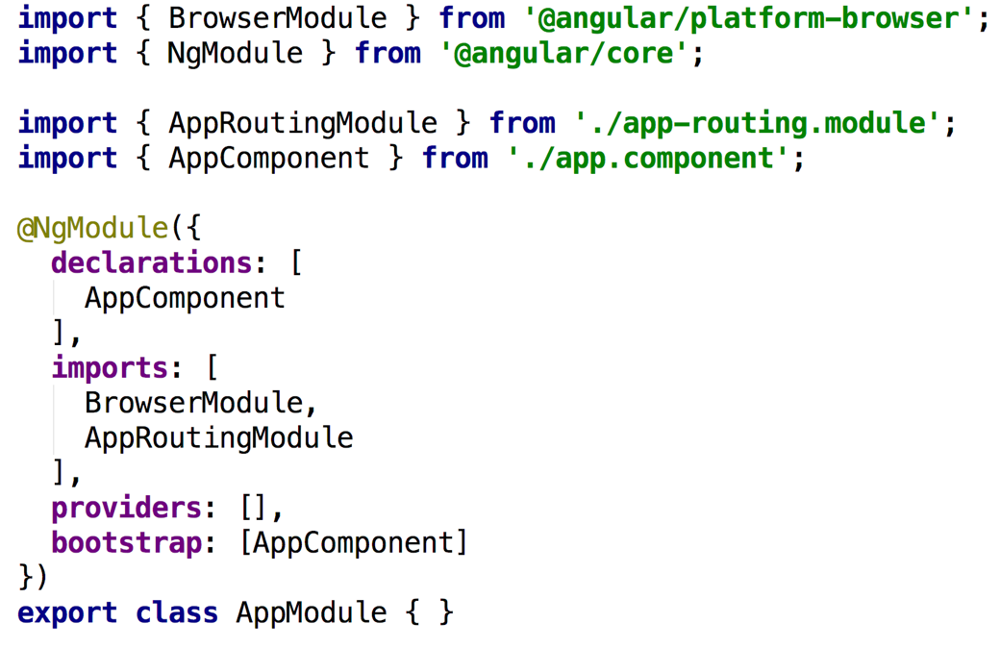 import { BrowserModule } from '@angular/platform-browser';
import { NgModule } from '@angular/core';

import { AppRoutingModule } from './app-routing.module';
import { AppComponent } from './app.component';

@NgModule({
  declarations: [
    AppComponent
  ],
  imports: [
    BrowserModule,
    AppRoutingModule
  ],
  providers: [],
  bootstrap: [AppComponent]
})
export class AppModule { }